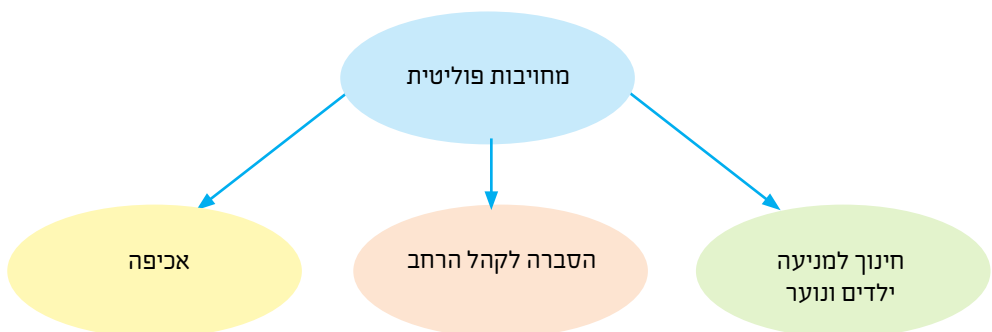 מחויבות פוליטית
חינוך למניעה
ילדים ונוער
הסברה לקהל הרחב
אכיפה